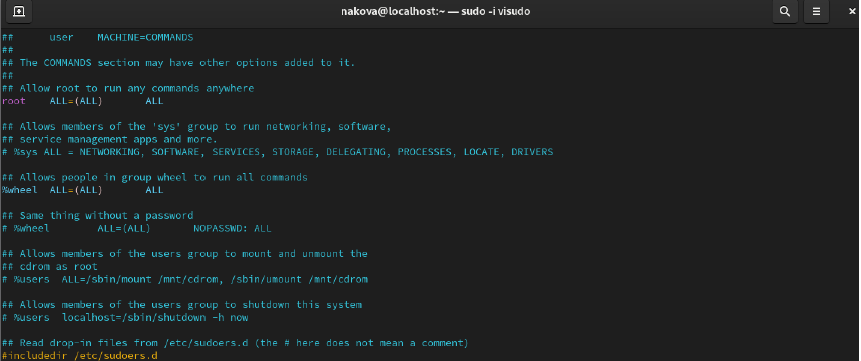 nakova@localhost:~ — sudo -i visudo
##      user    MACHINE=COMMANDS
##
## The COMMANDS section may have other options added to it.
##
## Allow root to run any commands anywhere
root    ALL=(ALL)       ALL
## Allows members of the 'sys' group to run networking, software,
## service management apps and more.
# %sys ALL = NETWORKING, SOFTWARE, SERVICES, STORAGE, DELEGATING, PROCESSES, LOCATE, DRIVERS
## Allows people in group wheel to run all commands
%wheel  ALL=(ALL)       ALL
## Same thing without a password
# %wheel        ALL=(ALL)       NOPASSWD: ALL
## Allows members of the users group to mount and unmount the
## cdrom as root
# %users  ALL=/sbin/mount /mnt/cdrom, /sbin/umount /mnt/cdrom
## Allows members of the users group to shutdown this system
# %users  localhost=/sbin/shutdown -h now
## Read drop-in files from /etc/sudoers.d (the # here does not mean a comment)
#includedir /etc/sudoers.d